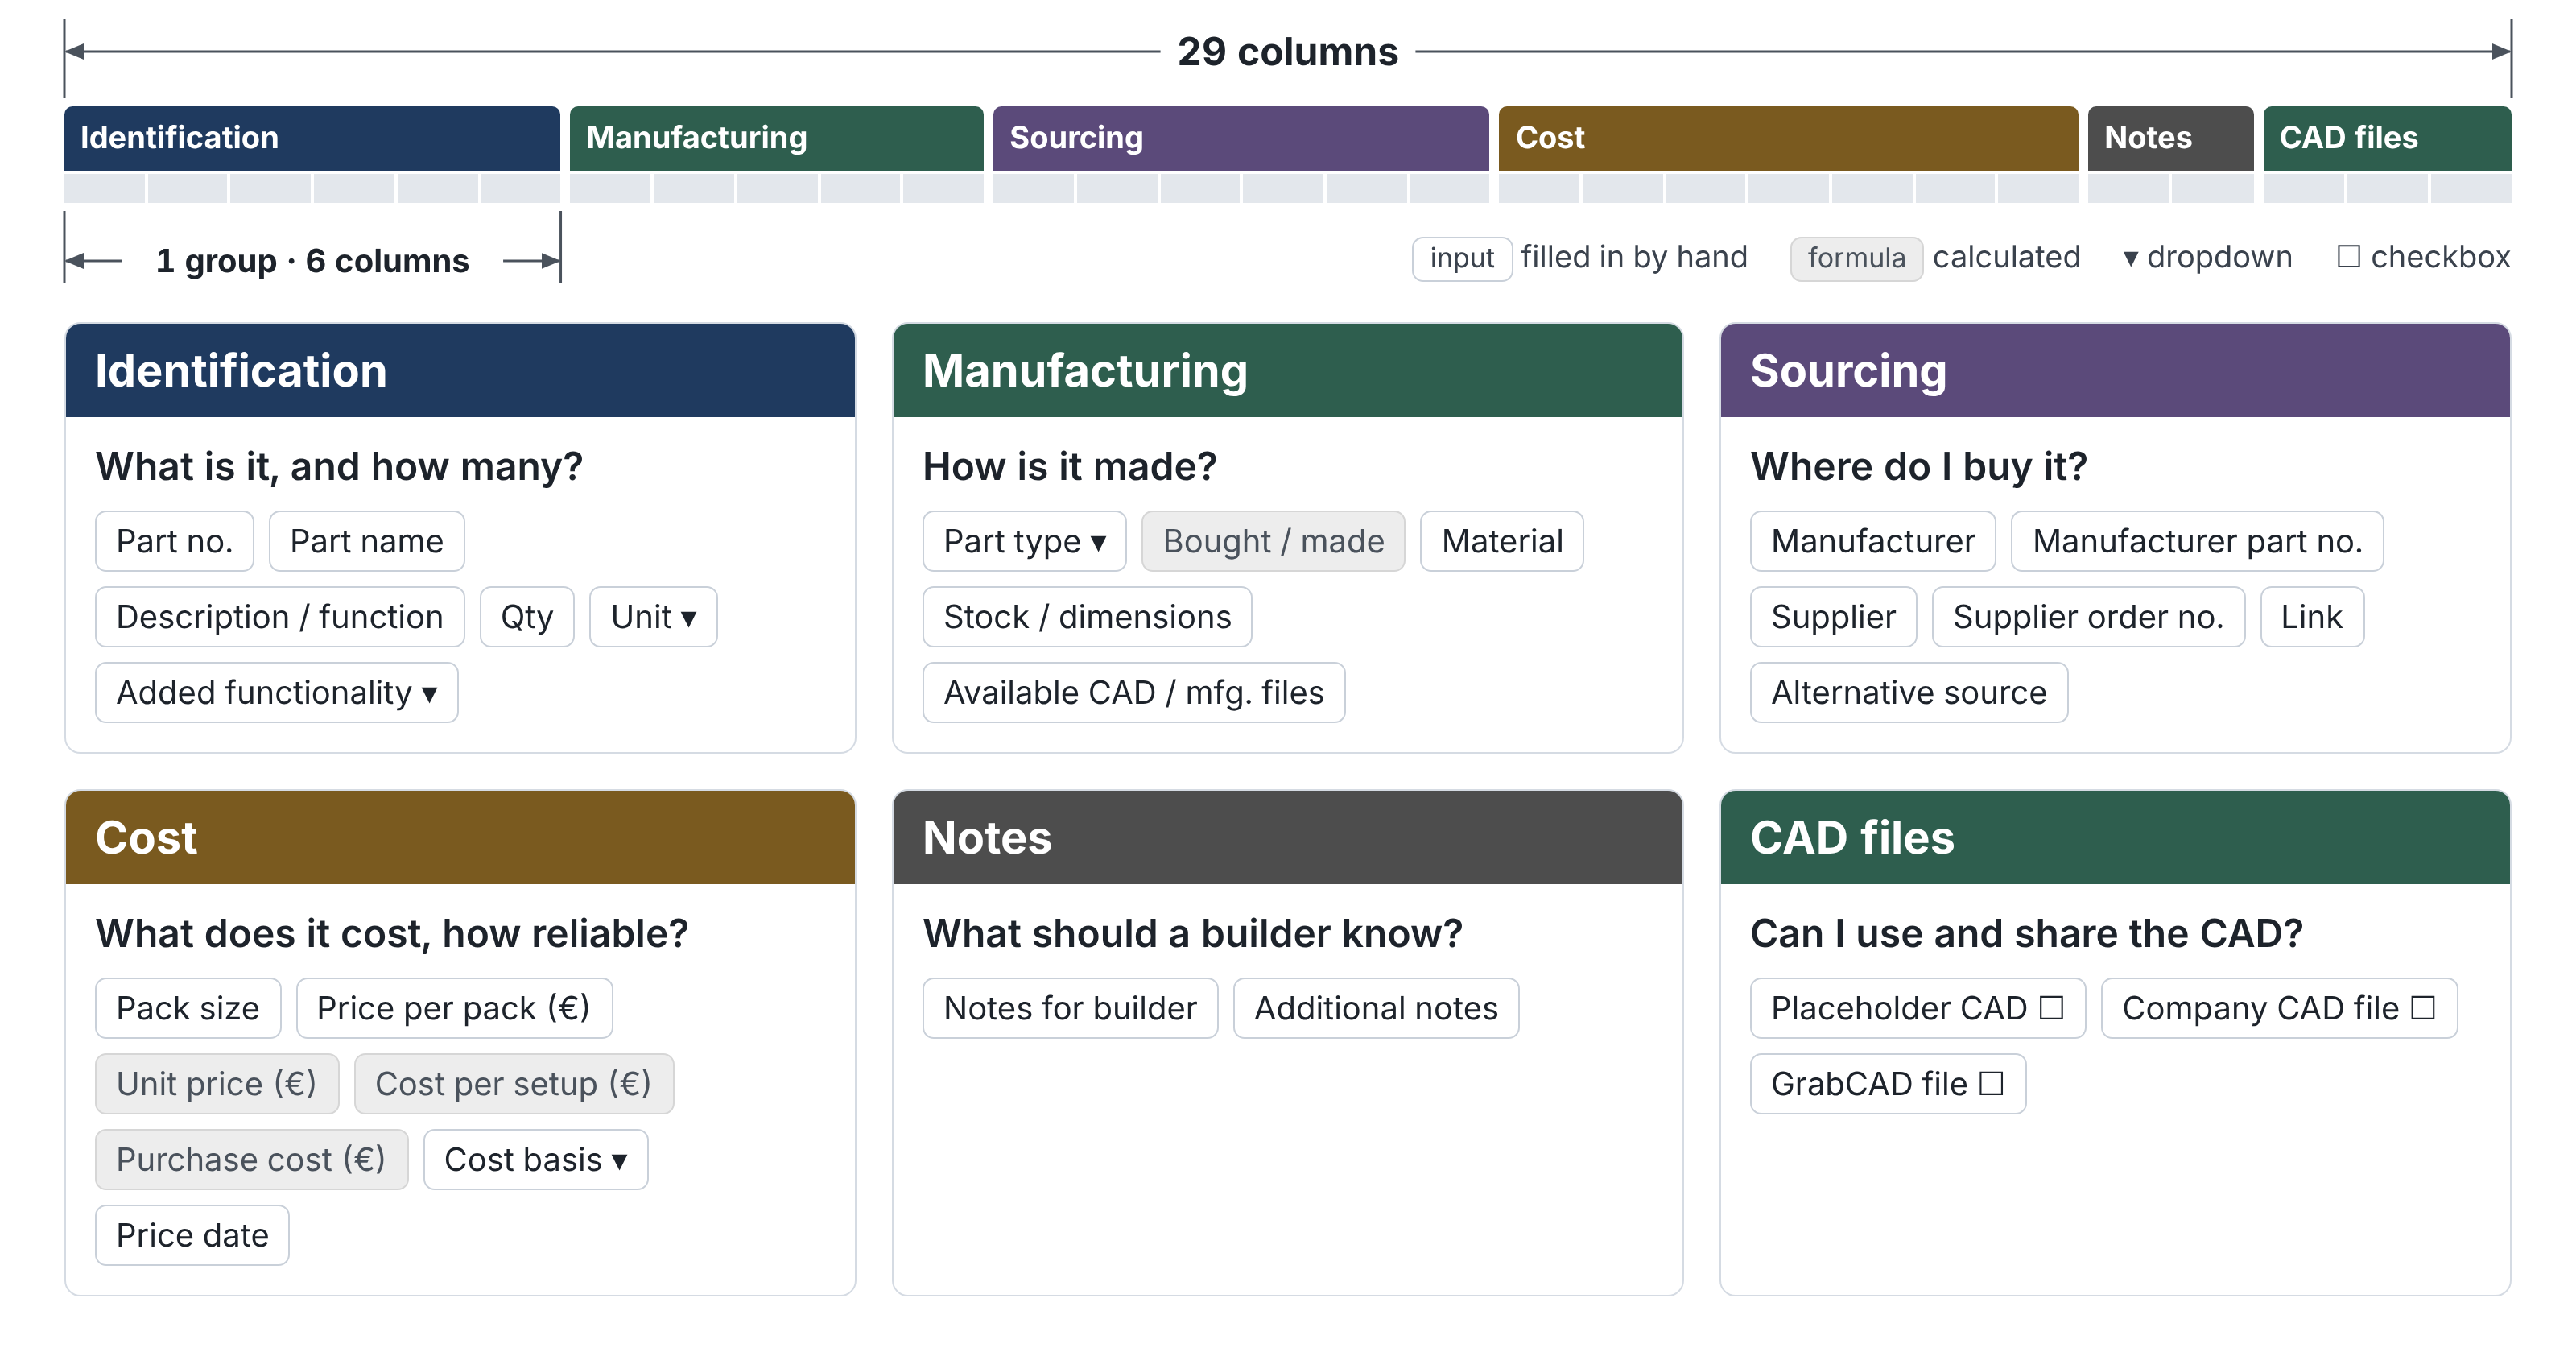 29 columns
Identification Manufacturing Sourcing Cost Notes CAD files
1 group · 6 columns
input filled in by hand formula calculated ▾ dropdown ☐ checkbox
Identification
What is it, and how many?
Part no. Part name
Description / function Qty Unit ▾
Added functionality ▾
Manufacturing
How is it made?
Part type ▾ Bought / made Material
Stock / dimensions
Available CAD / mfg. files
Sourcing
Where do I buy it?
Manufacturer Manufacturer part no.
Supplier Supplier order no. Link
Alternative source
Cost
What does it cost, how reliable?
Pack size Price per pack (€)
Unit price (€) Cost per setup (€)
Purchase cost (€) Cost basis ▾
Price date
Notes
What should a builder know?
Notes for builder Additional notes
CAD files
Can I use and share the CAD?
Placeholder CAD ☐ Company CAD file ☐
GrabCAD file ☐